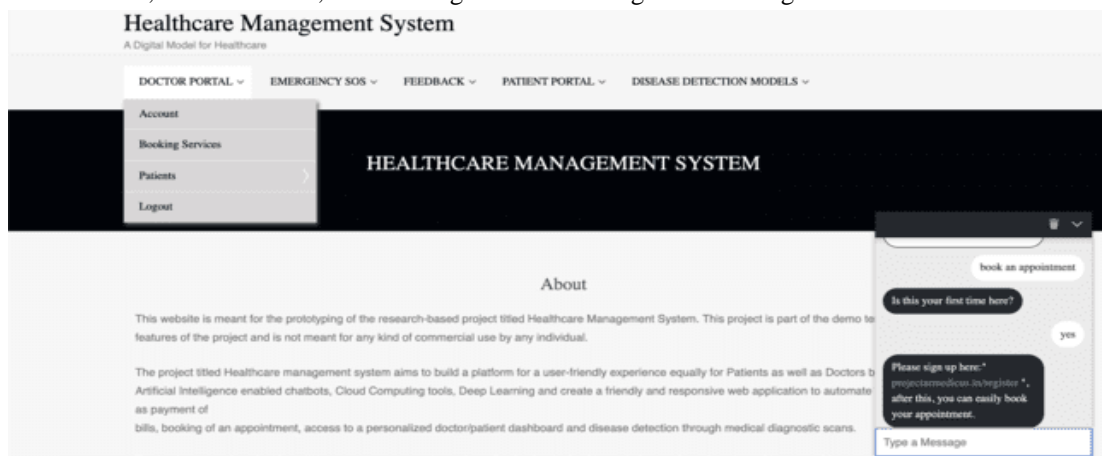 Healthcare Management System
A Digital Model for Healthcare
DOCTOR PORTAL EMERGENCY SOS FEEDBACK PATIENT PORTAL DISEASE DETECTION MODELS
Account
Booking Services
Patients
Logout
HEALTHCARE MANAGEMENT SYSTEM
About
This website is meant for the prototyping of the research-based project titled Healthcare Management System. This project is part of the demo te
features of the project and is not meant for any kind of commercial use by any individual.
The project titled Healthcare management system aims to build a platform for a user-friendly experience equally for Patients as well as Doctors b
Artificial Intelligence enabled chatbots, Cloud Computing tools, Deep Learning and create a friendly and responsive web application to automate
as payment of
bills, booking of an appointment, access to a personalized doctor/patient dashboard and disease detection through medical diagnostic scans.
book an appointment
Is this your first time here?
yes
Please sign up here:"
projectarmedicus.in/register ",
after this, you can easily book
your appointment.
Type a Message